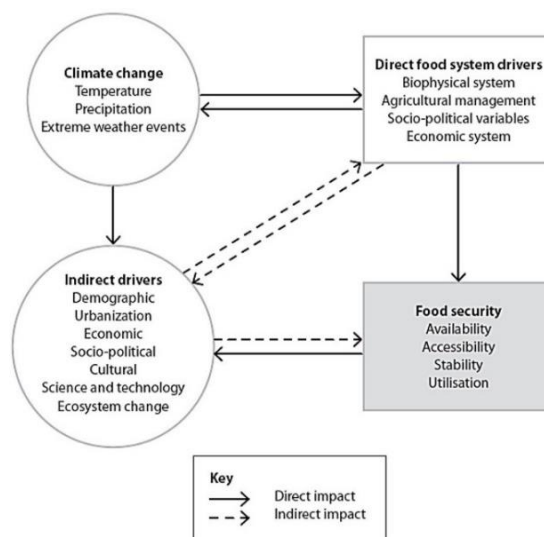 Climate change
Temperature
Precipitation
Extreme weather events
Direct food system drivers
Biophysical system
Agricultural management
Socio-political variables
Economic system
Indirect drivers
Demographic
Urbanization
Economic
Socio-political
Cultural
Science and technology
Ecosystem change
Food security
Availability
Accessibility
Stability
Utilisation
Key
Direct impact
Indirect impact